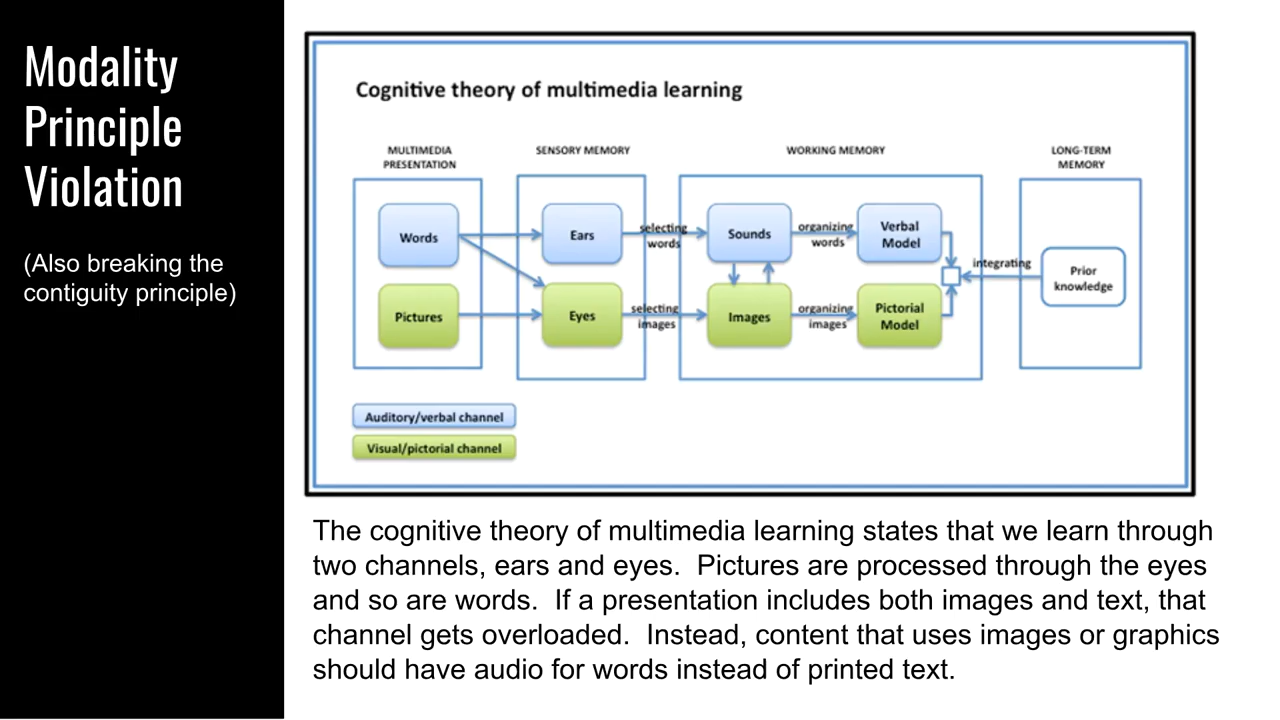 Modality
Principle
Violation
(Also breaking the
contiguity principle)
Cognitive theory of multimedia learning
MULTIMEDIA
PRESENTATION
SENSORY MEMORY
WORKING MEMORY
LONG-TERM
MEMORY
Words
Ears
selecting
words
Sounds
organizing
words
Verbal
Model
integrating
Prior
knowledge
Pictures
Eyes
selecting
images
Images
organizing
images
Pictorial
Model
Auditory/verbal channel
Visual/pictorial channel
The cognitive theory of multimedia learning states that we learn through
two channels, ears and eyes.  Pictures are processed through the eyes
and so are words.  If a presentation includes both images and text, that
channel gets overloaded.  Instead, content that uses images or graphics
should have audio for words instead of printed text.